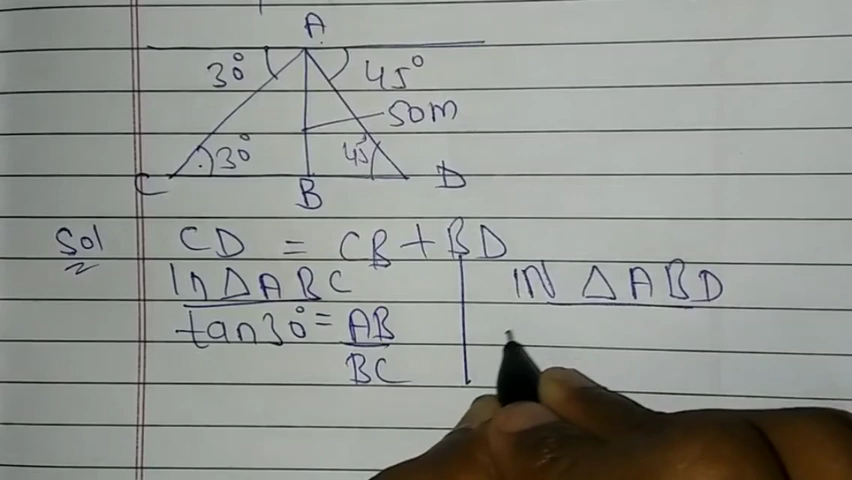 A
30° 45°
50m
30° 45°
C B D
Sol CD = CB + BD
In △ABC IN △ABD
tan30° = AB
BC